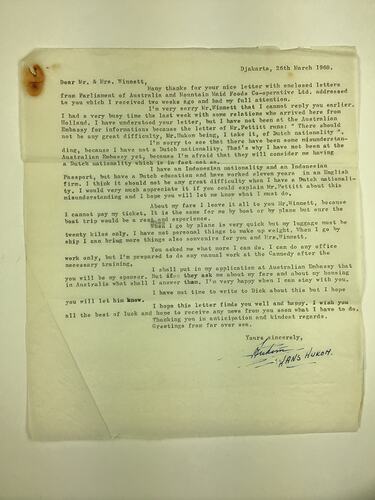 Djakarta, 26th March 1968.
Dear Mr. & Mrs. Winnett,
Many thanks for your nice letter with enclosed letters
from Parliament of Australia and Mountain Maid Foods Co-operative Ltd. addressed
to you which I received two weeks ago and had my full attention.
I'm very sorry Mr.Winnett that I cannot reply you earlier.
I had a very busy time the last week with some relations who arrived here from
Holland. I have understood your letter, but I have not been at the Australian
Embassy for informations because the letter of Mr.Pettitt runs: " There should
not be any great difficulty, Mr.Hukom being, I take it, of Dutch nationality ".
I'm sorry to see that there have been some misunderstan-
ding, because I have not a Dutch nationality. That's why I have not been at the
Australian Embassy yet, because I'm afraid that they will consider me having
a Dutch nationality which is in fact not so.
I have an Indonesian nationality and an Indonesian
Passport, but have a Dutch education and have worked eleven years in an English
firm. I think it should not be any great difficulty when I have a Dutch nationali-
ty. I would very much appreciate it if you could explain Mr.Pettitt about this
misunderstanding and I hope you will let me know what I must do.
About my fare I leave it all to you Mr.Winnett, because
I cannot pay my ticket. It is the same for me by boat or by plane but sure the
boat trip would be a real and experience.
When I go by plane is very quick but my luggage must be
twenty kilos only, I have not personal things to make up weight. When I go by
ship I can bring more things also souvenirs for you and Mrs.Winnett.
You asked me what more I can do. I can do any office
work only, but I'm prepared to do any manual work at the Cannedy after the
necessary training.
I shall put in my application at Australian Embassy that
you will be my sponsor. But if they ask me about my fare and about my housing
in Australia what shall I answer than. I'm very happy when I can stay with you.
I have not time to write to Dick about this but I hope
you will let him know.
I hope this letter finds you well and happy. I wish you
all the best of luck and hope to receive any news from you soon what I have to do.
Thanking you in anticipation and kindest regards.
Greetings from far over sea.
Yours sincerely,
Hukom
HANS HUKOM.